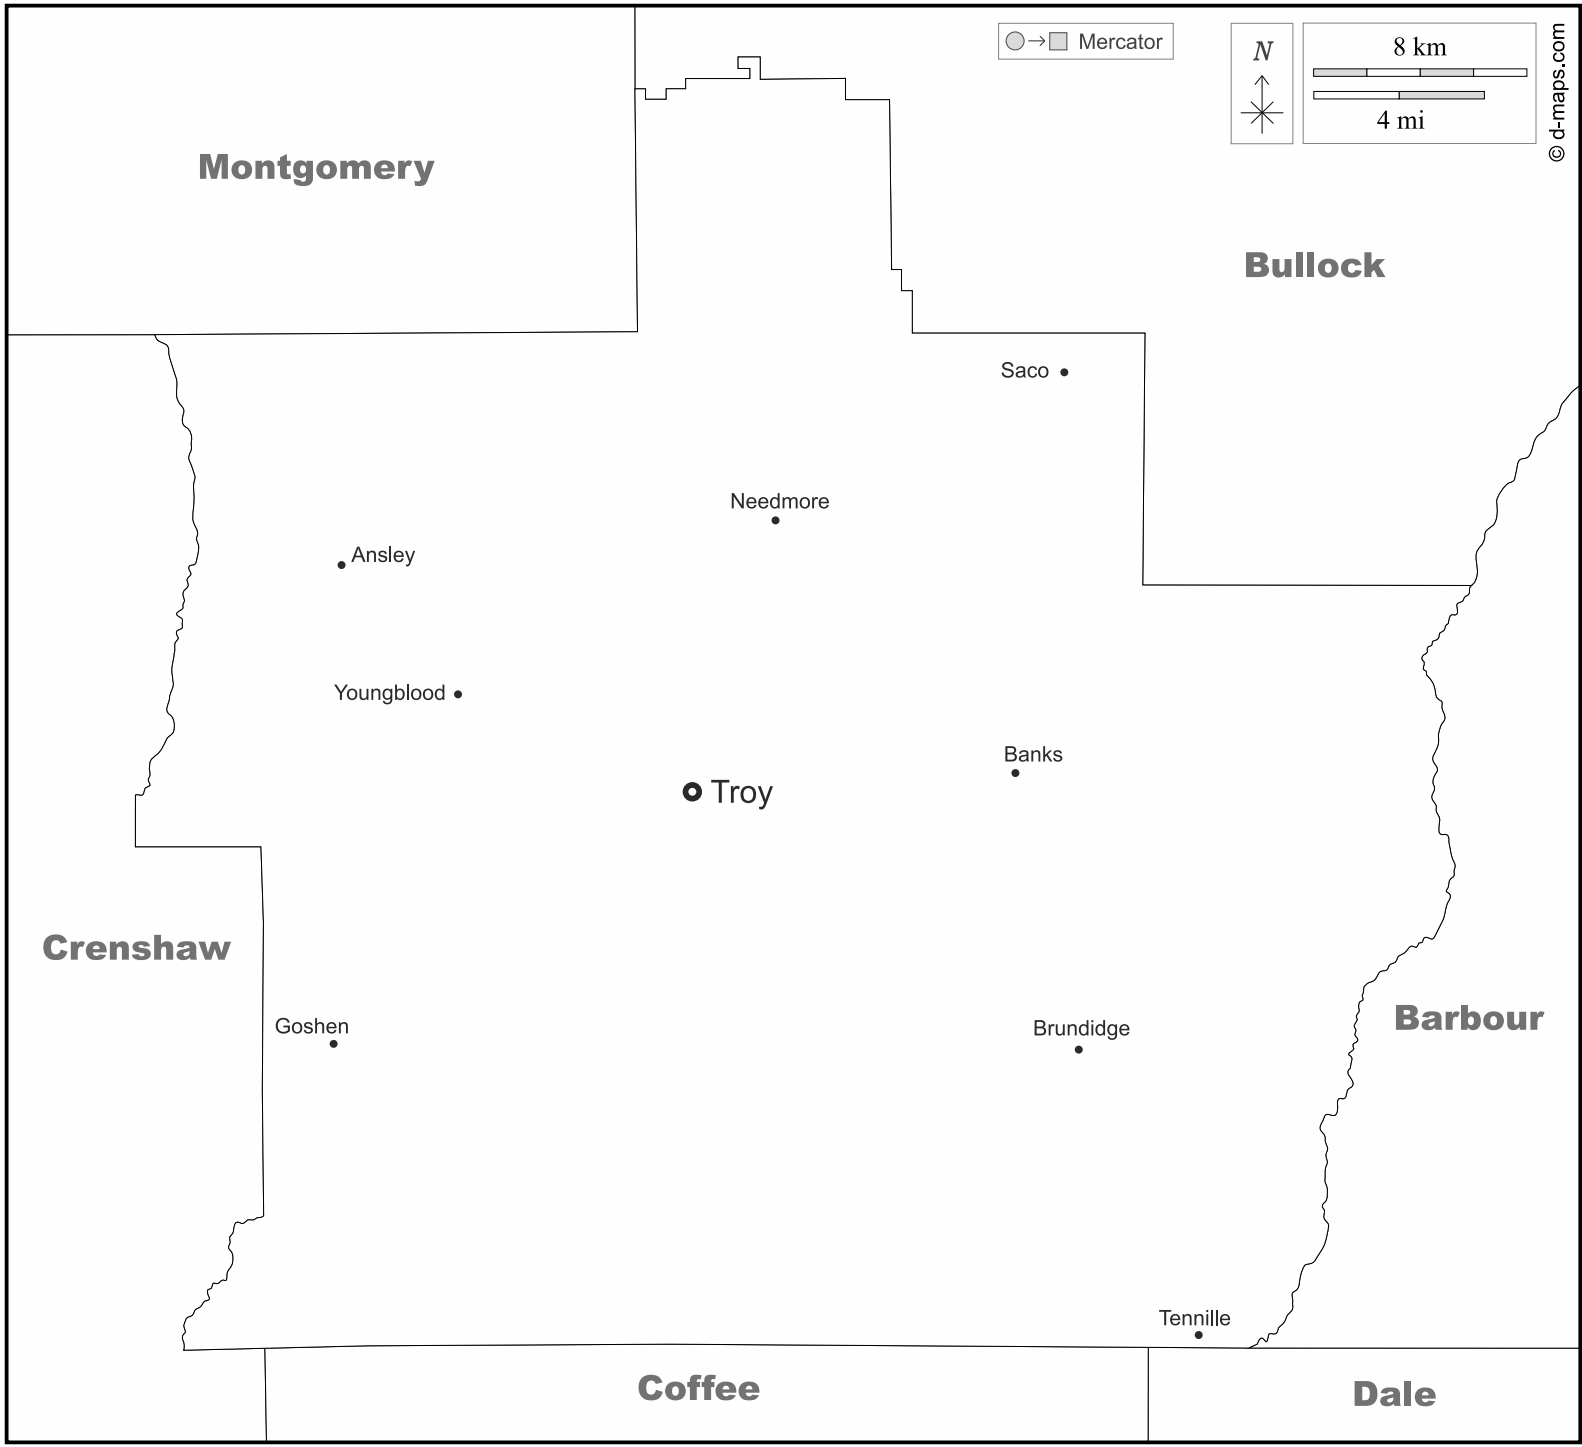 Mercator
N
8 km
4 mi
© d-maps.com
Montgomery
Bullock
Saco
Needmore
Ansley
Youngblood
Banks
Troy
Crenshaw
Goshen
Brundidge
Barbour
Tennille
Coffee
Dale